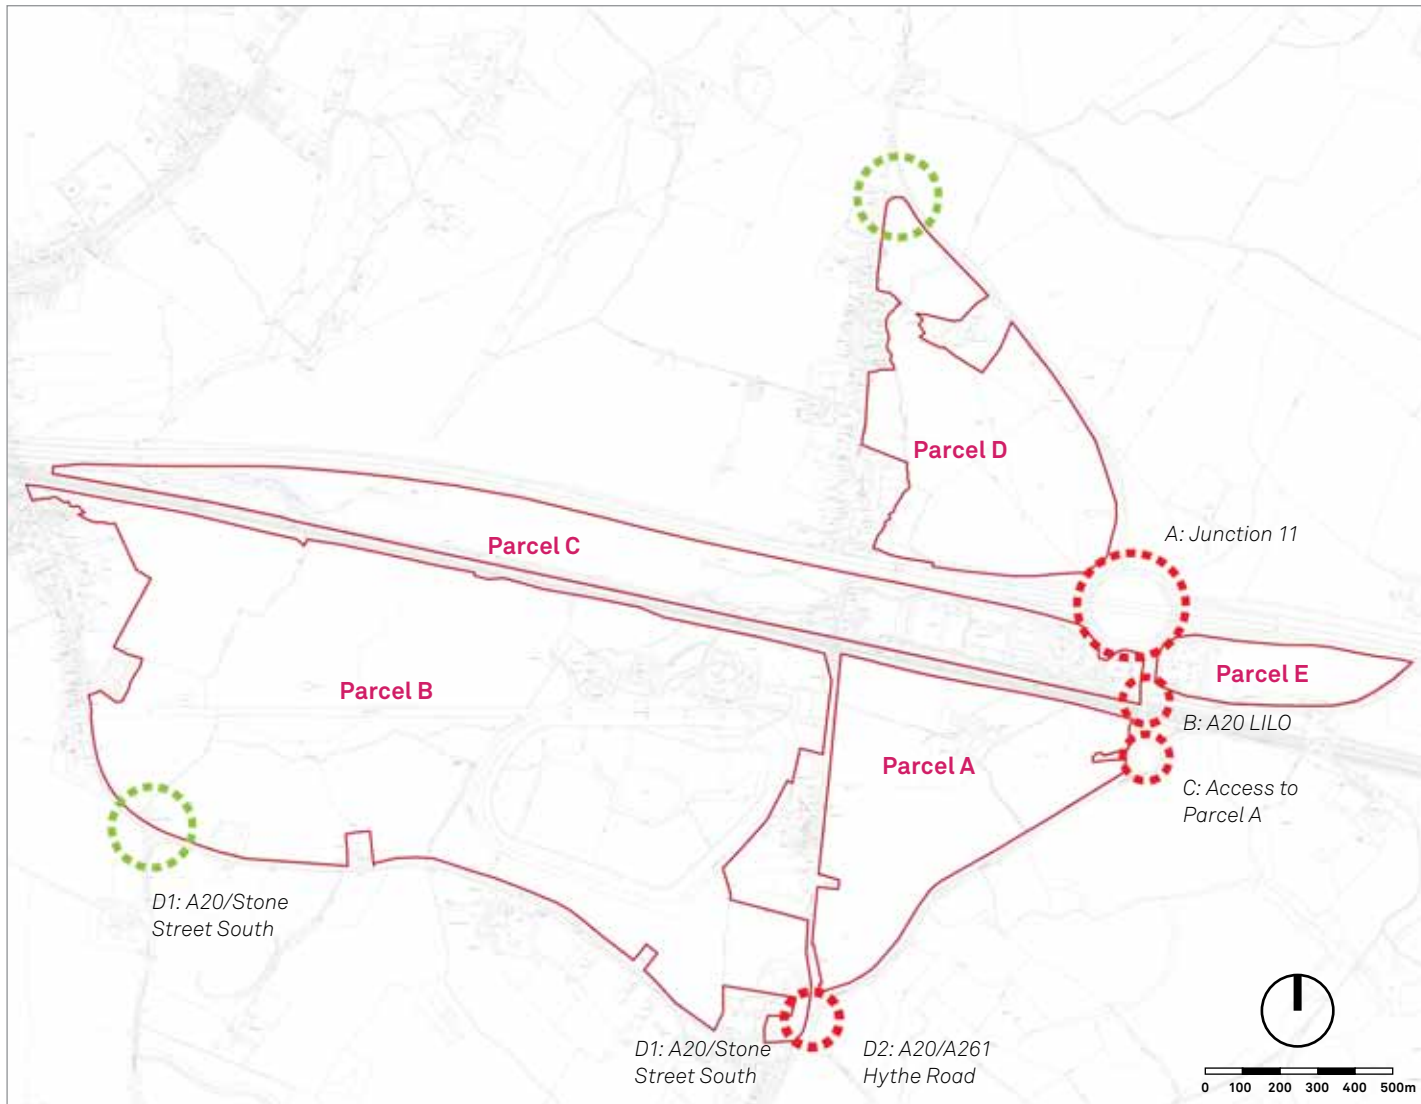 Parcel D
A: Junction 11
Parcel C
Parcel E
Parcel B
B: A20 LILO
Parcel A
C: Access to
Parcel A
D1: A20/Stone
Street South
D1: A20/Stone
Street South
D2: A20/A261
Hythe Road
0 100 200 300 400 500m